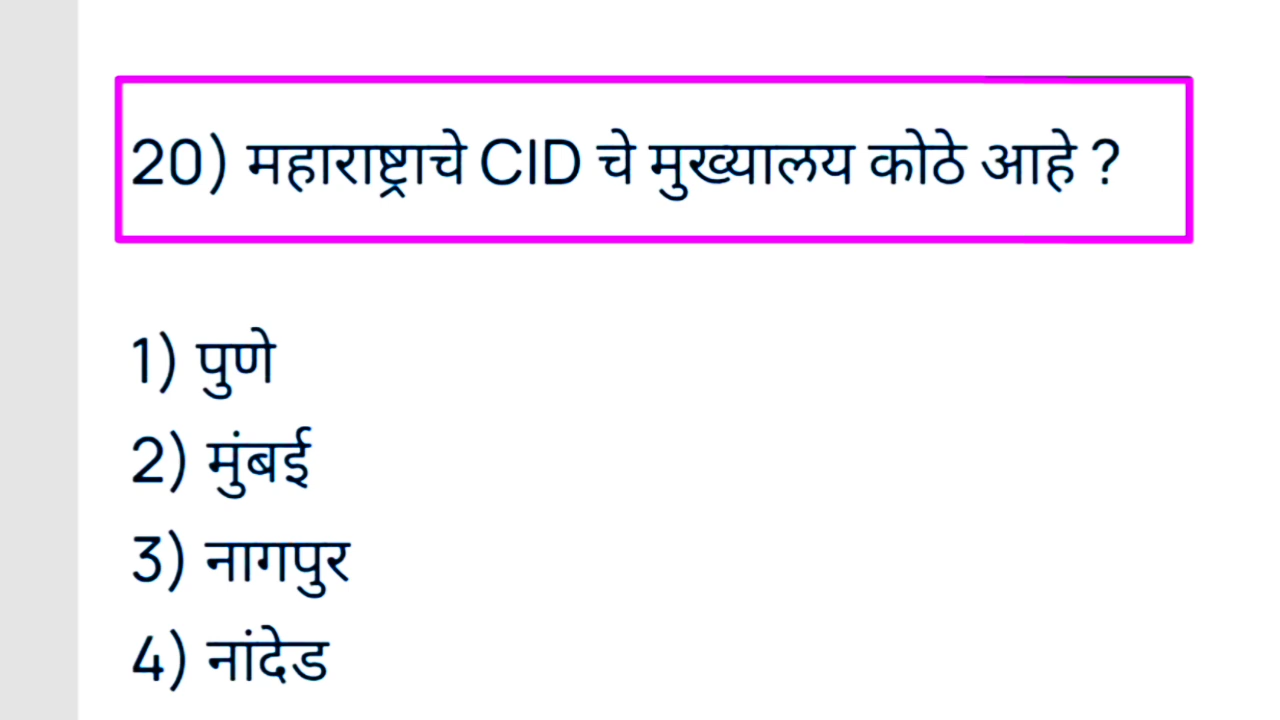 20) महाराष्ट्राचे CID चे मुख्यालय कोठे आहे ?
1) पुणे
2) मुंबई
3) नागपुर
4) नांदेड